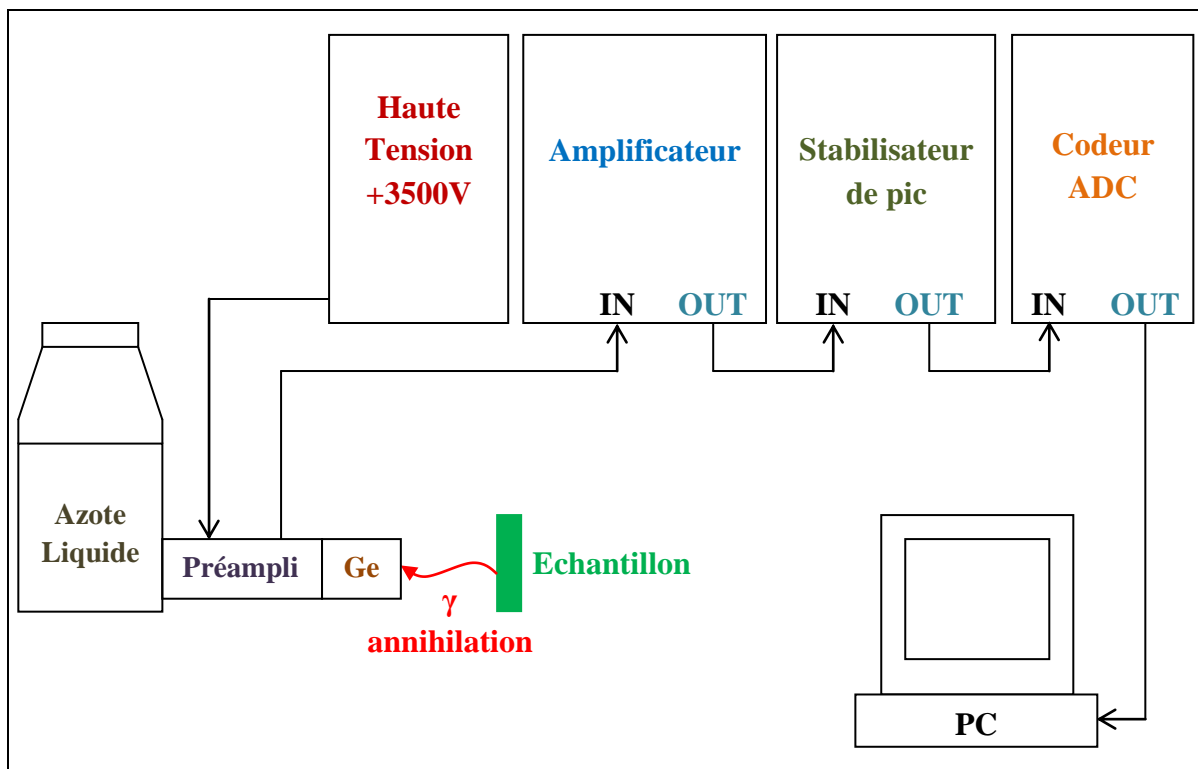 Haute
Tension
+3500V
Amplificateur
Stabilisateur
de pic
Codeur
ADC
IN OUT
IN OUT
IN OUT
Azote
Liquide
Préampli
Ge
Echantillon
γ
annihilation
PC